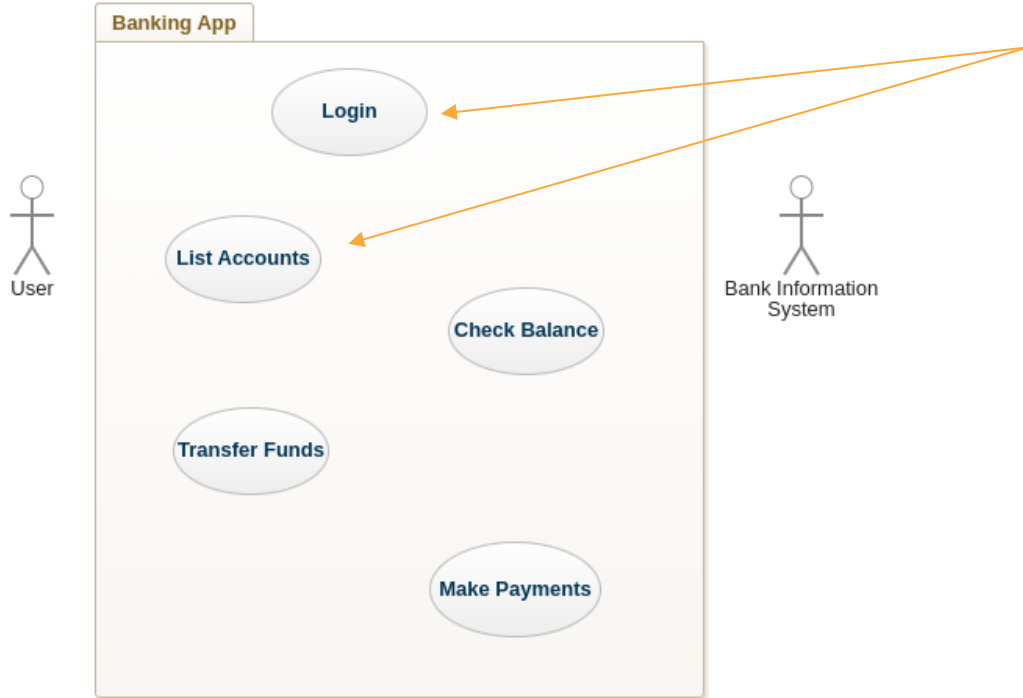 Banking App
Login
List Accounts
User
Bank Information
System
Check Balance
Transfer Funds
Make Payments